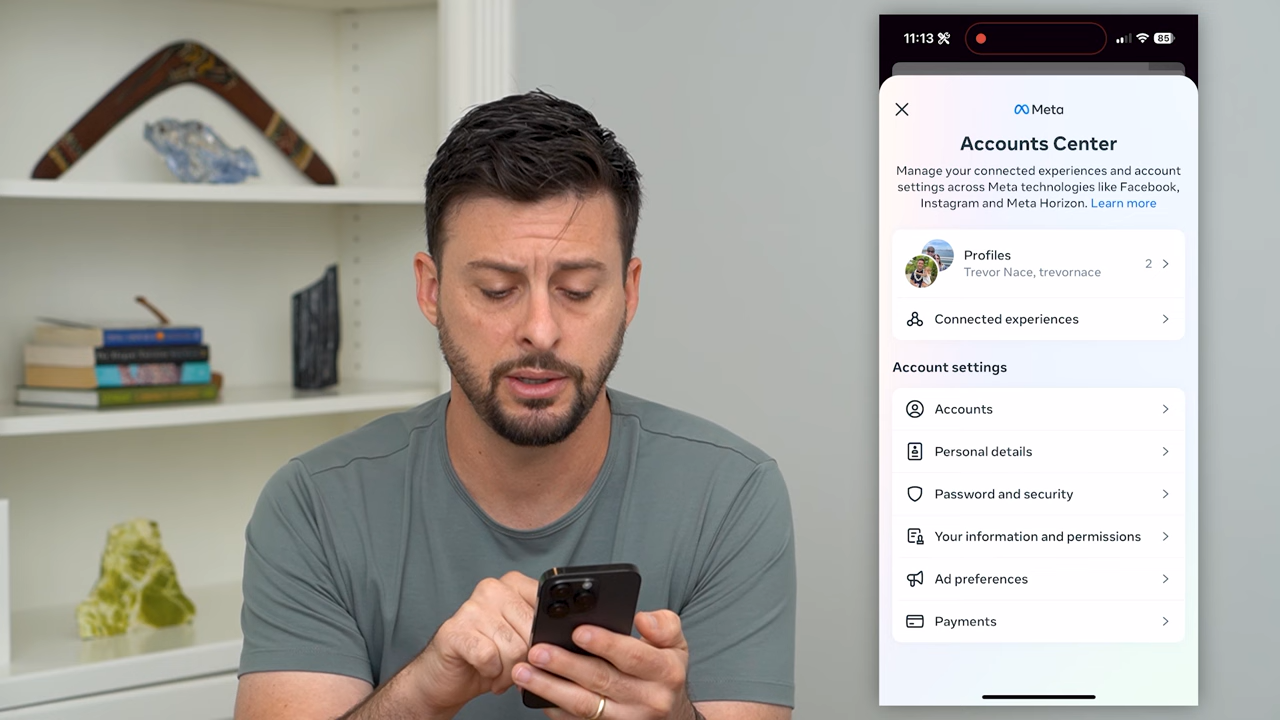 11:13
85
Meta
Accounts Center
Manage your connected experiences and account
settings across Meta technologies like Facebook,
Instagram and Meta Horizon. Learn more
Profiles
Trevor Nace, trevornace
2
Connected experiences
Account settings
Accounts
Personal details
Password and security
Your information and permissions
Ad preferences
Payments